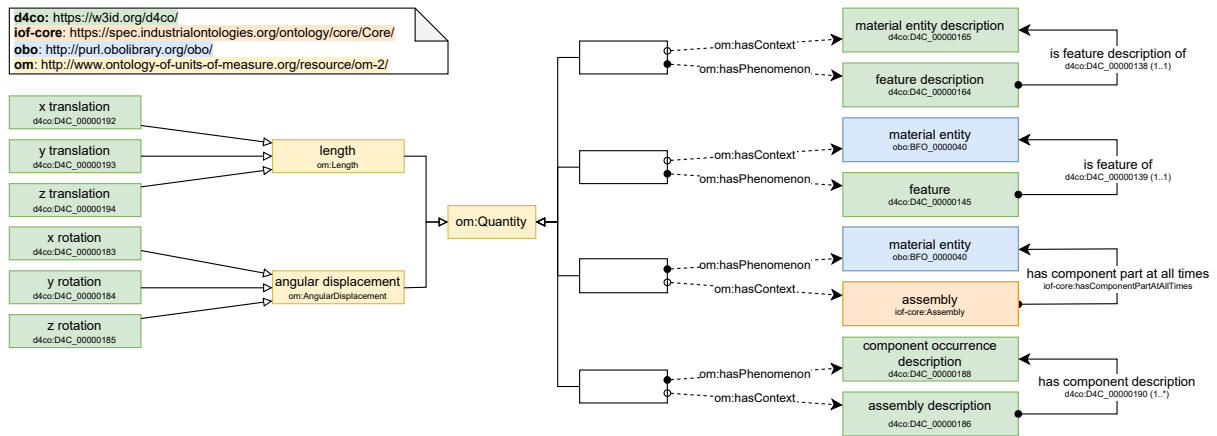 d4co: https://w3id.org/d4co/
iof-core: https://spec.industrialontologies.org/ontology/core/Core/
obo: http://purl.obolibrary.org/obo/
om: http://www.ontology-of-units-of-measure.org/resource/om-2/
x translation
d4co:D4C_00000192
y translation
d4co:D4C_00000193
z translation
d4co:D4C_00000194
x rotation
d4co:D4C_00000183
y rotation
d4co:D4C_00000184
z rotation
d4co:D4C_00000185
length
om:Length
angular displacement
om:AngularDisplacement
om:Quantity
om:hasContext
om:hasPhenomenon
material entity description
d4co:D4C_00000165
feature description
d4co:D4C_00000164
is feature description of
d4co:D4C_00000138 (1..1)
om:hasContext
om:hasPhenomenon
material entity
obo:BFO_0000040
feature
d4co:D4C_00000145
is feature of
d4co:D4C_00000139 (1..1)
om:hasPhenomenon
om:hasContext
material entity
obo:BFO_0000040
assembly
iof-core:Assembly
has component part at all times
iof-core:hasComponentPartAtAllTimes
om:hasPhenomenon
om:hasContext
component occurrence
description
d4co:D4C_00000188
assembly description
d4co:D4C_00000186
has component description
d4co:D4C_00000190 (1..*)